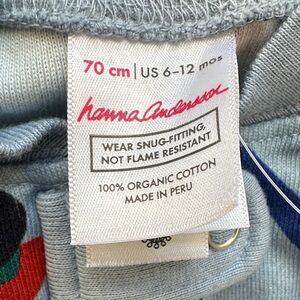 70 cm | US 6-12 mos
hanna andersson
WEAR SNUG-FITTING,
NOT FLAME RESISTANT
100% ORGANIC COTTON
MADE IN PERU